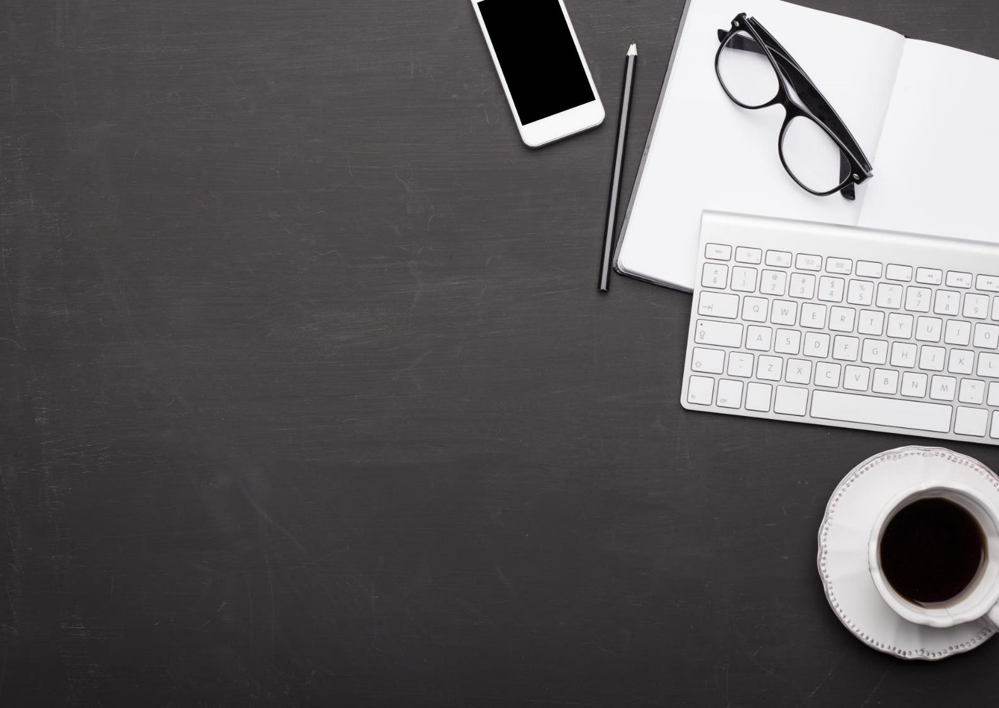 esc
± ! @ # $ % ^ & * (
§ 1 2 3 4 5 6 7 8 9
Q W E R T Y U I O
A S D F G H J K L
~ Z X C V B N M <
fn ctrl ,